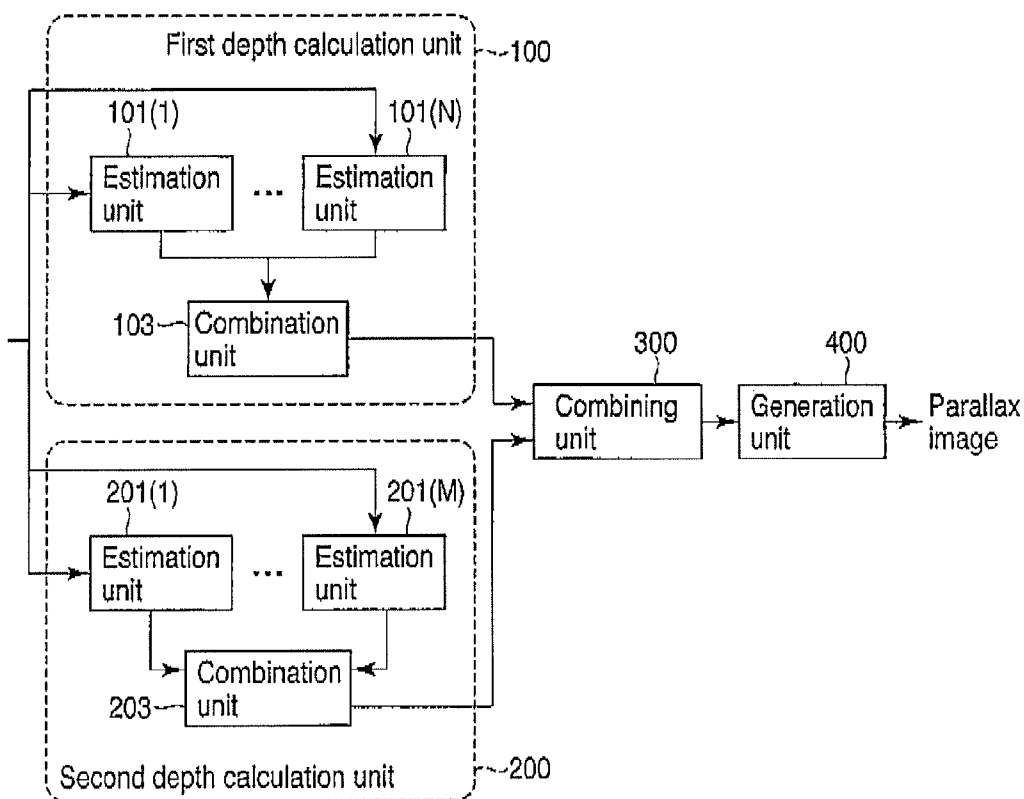 First depth calculation unit
100
101(1)
101(N)
Estimation
unit
...
Estimation
unit
103
Combination
unit
300
400
Combining
unit
Generation
unit
Parallax
image
201(1)
201(M)
Estimation
unit
...
Estimation
unit
203
Combination
unit
Second depth calculation unit
200